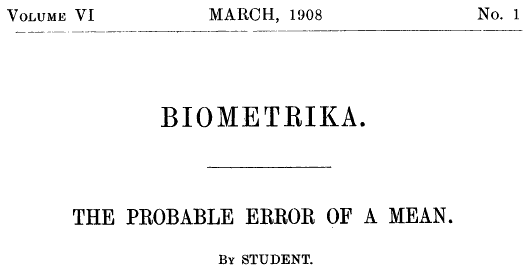 VOLUME VI MARCH, 1908 No. 1
BIOMETRIKA.
THE PROBABLE ERROR OF A MEAN.
BY STUDENT.